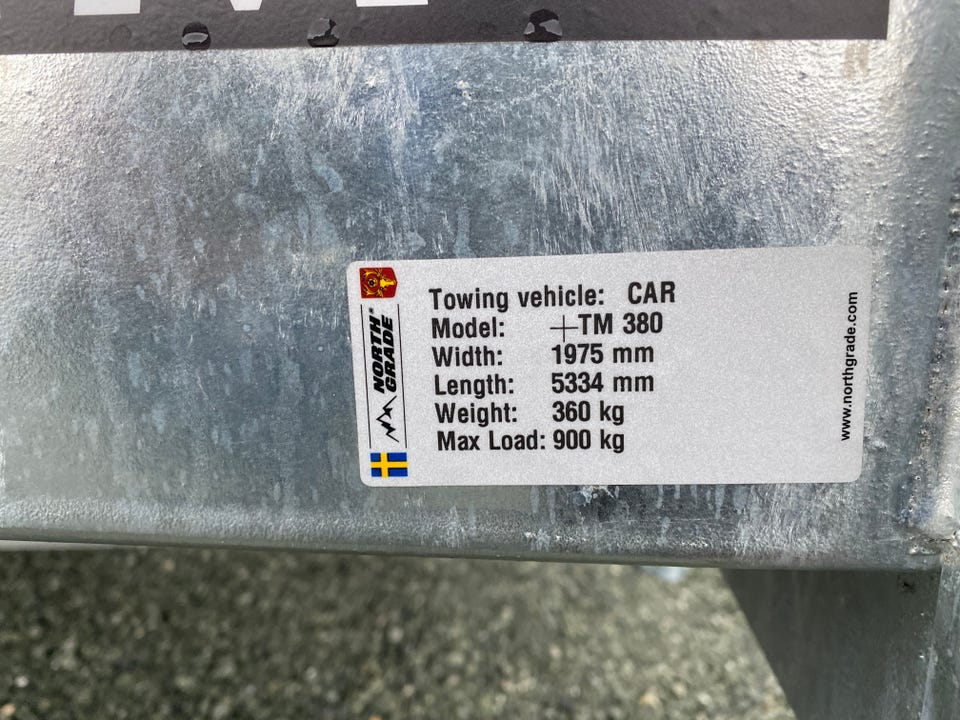 Towing vehicle: CAR
Model: TM 380
Width: 1975 mm
Length: 5334 mm
Weight: 360 kg
Max Load: 900 kg
NORTH®
GRADE
www.northgrade.com